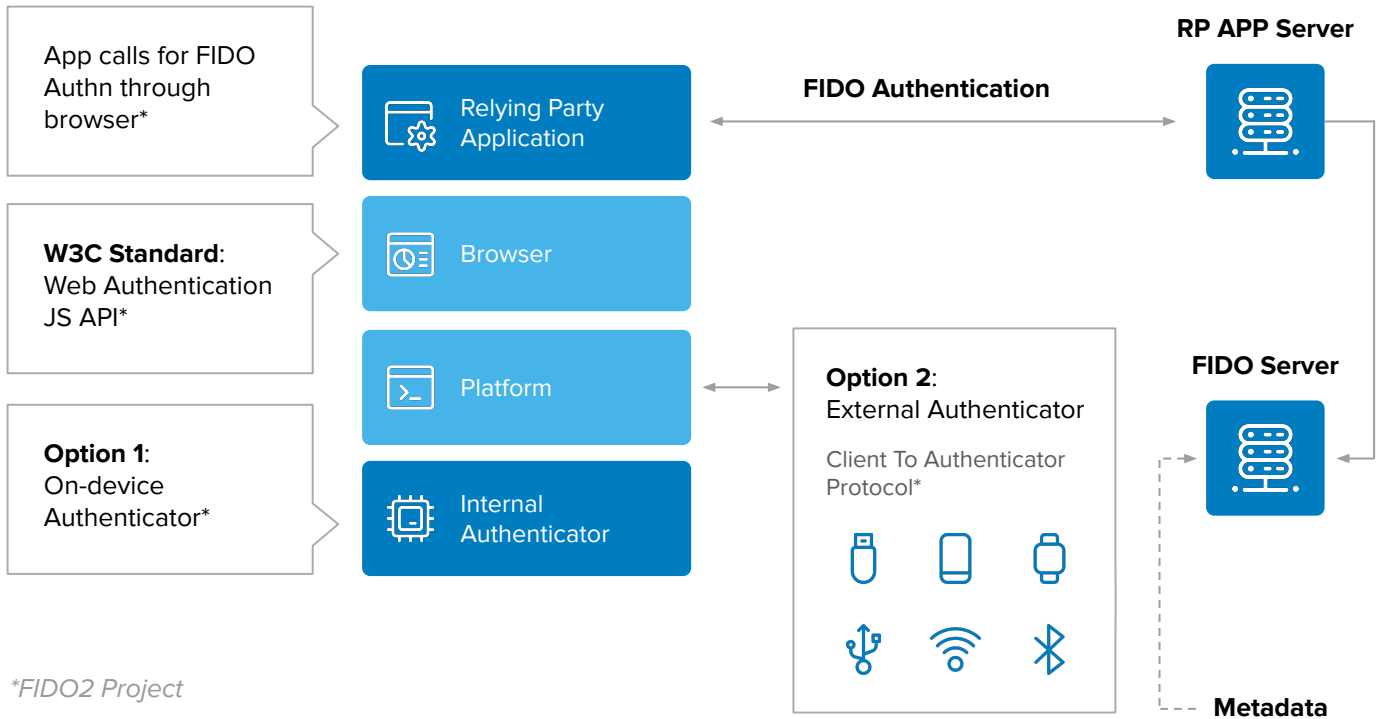 App calls for FIDO
Authn through
browser*
W3C Standard:
Web Authentication
JS API*
Option 1:
On-device
Authenticator*
Relying Party
Application
Browser
Platform
Internal
Authenticator
FIDO Authentication
RP APP Server
Option 2:
External Authenticator
Client To Authenticator
Protocol*
FIDO Server
Metadata
*FIDO2 Project